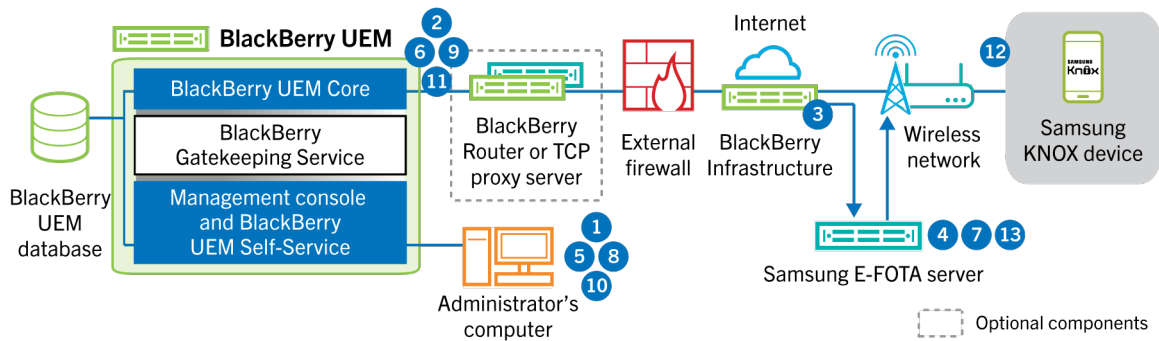 BlackBerry UEM
2
6
9
11
BlackBerry UEM Core
BlackBerry
Gatekeeping Service
Management console
and BlackBerry
UEM Self-Service
BlackBerry
UEM
database
BlackBerry
Router or TCP
proxy server
1
5
8
10
Administrator's
computer
External
firewall
Internet
3
BlackBerry
Infrastructure
Wireless
network
12
SAMSUNG
Knox
Samsung
KNOX device
4
7
13
Samsung E-FOTA server
Optional components